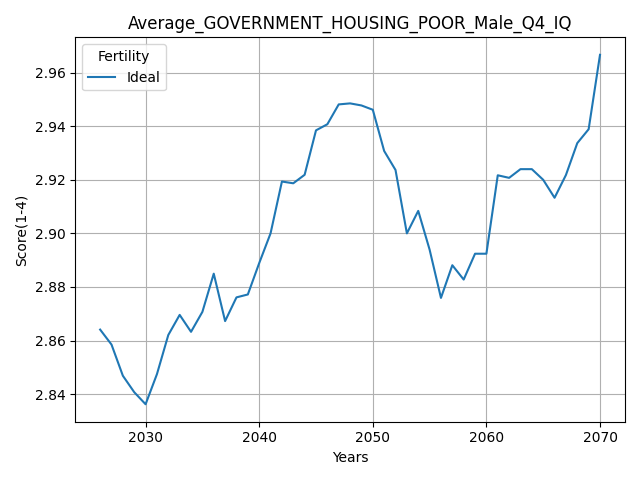 Average_GOVERNMENT_HOUSING_POOR_Male_Q4_IQ
Fertility
Ideal
Score(1-4)
2.96
2.94
2.92
2.90
2.88
2.86
2.84
2030 2040 2050 2060 2070
Years